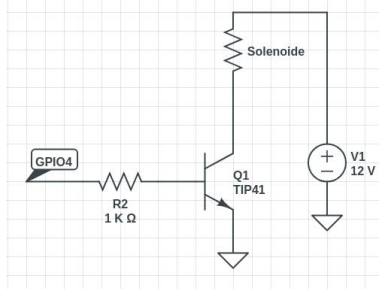 Solenoide
GPIO4
R2
1 K Ω
Q1
TIP41
V1
12 V